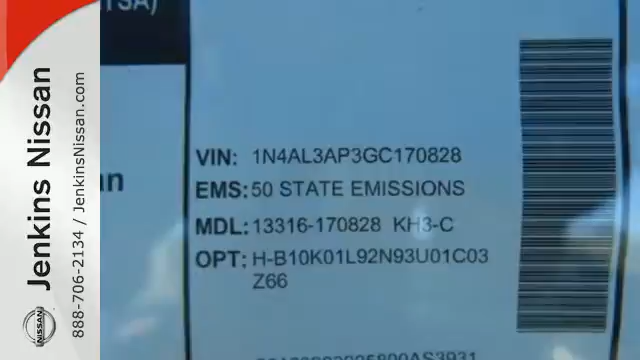 Jenkins Nissan
888-706-2134 / JenkinsNissan.com
NISSAN
VIN: 1N4AL3AP3GC170828
EMS: 50 STATE EMISSIONS
MDL: 13316-170828 KH3-C
OPT: H-B10K01L92N93U01C03
Z66